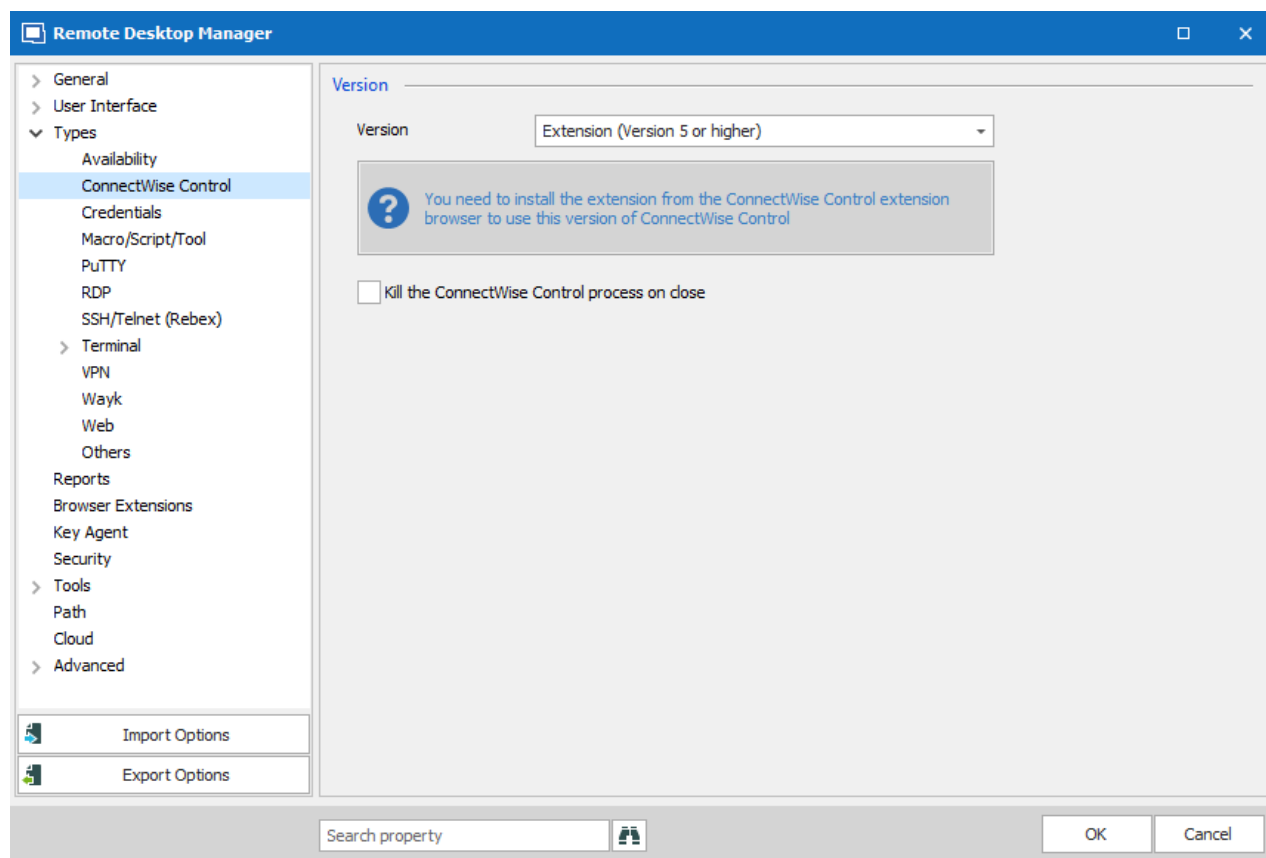 Remote Desktop Manager
General
User Interface
Types
Availability
ConnectWise Control
Credentials
Macro/Script/Tool
PuTTY
RDP
SSH/Telnet (Rebex)
Terminal
VPN
Wayk
Web
Others
Reports
Browser Extensions
Key Agent
Security
Tools
Path
Cloud
Advanced
Import Options
Export Options
Version
Version Extension (Version 5 or higher)
You need to install the extension from the ConnectWise Control extension
browser to use this version of ConnectWise Control
Kill the ConnectWise Control process on close
Search property
OK Cancel